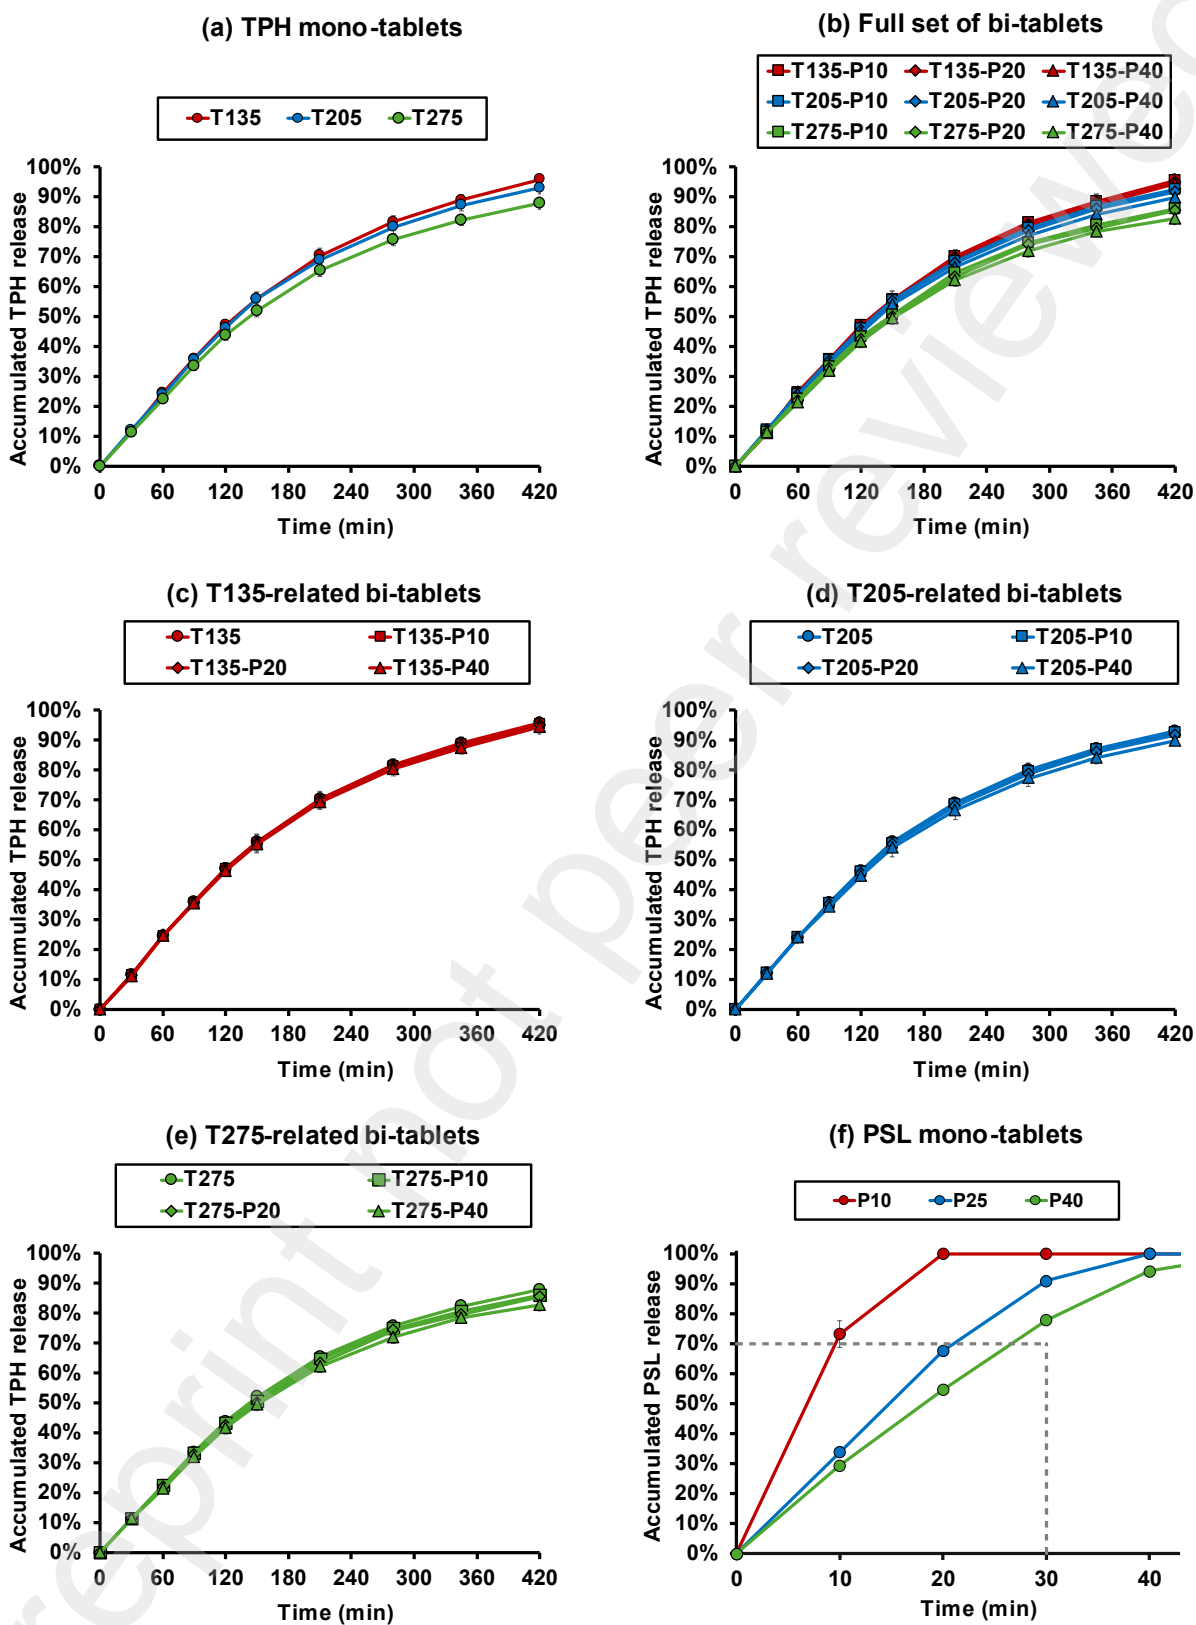 (a) TPH mono-tablets
T135 T205 T275
100%
90%
80%
70%
60%
50%
40%
30%
20%
10%
0%
Accumulated TPH release
0 60 120 180 240 300 360 420
Time (min)
(b) Full set of bi-tablets
T135-P10 T135-P20 T135-P40
T205-P10 T205-P20 T205-P40
T275-P10 T275-P20 T275-P40
100%
90%
80%
70%
60%
50%
40%
30%
20%
10%
0%
Accumulated TPH release
0 60 120 180 240 300 360 420
Time (min)
(c) T135-related bi-tablets
T135 T135-P10
T135-P20 T135-P40
100%
90%
80%
70%
60%
50%
40%
30%
20%
10%
0%
Accumulated TPH release
0 60 120 180 240 300 360 420
Time (min)
(d) T205-related bi-tablets
T205 T205-P10
T205-P20 T205-P40
100%
90%
80%
70%
60%
50%
40%
30%
20%
10%
0%
Accumulated TPH release
0 60 120 180 240 300 360 420
Time (min)
(e) T275-related bi-tablets
T275 T275-P10
T275-P20 T275-P40
100%
90%
80%
70%
60%
50%
40%
30%
20%
10%
0%
Accumulated TPH release
0 60 120 180 240 300 360 420
Time (min)
(f) PSL mono-tablets
P10 P25 P40
100%
90%
80%
70%
60%
50%
40%
30%
20%
10%
0%
Accumulated PSL release
0 10 20 30 40
Time (min)
reprint not peer reviewed